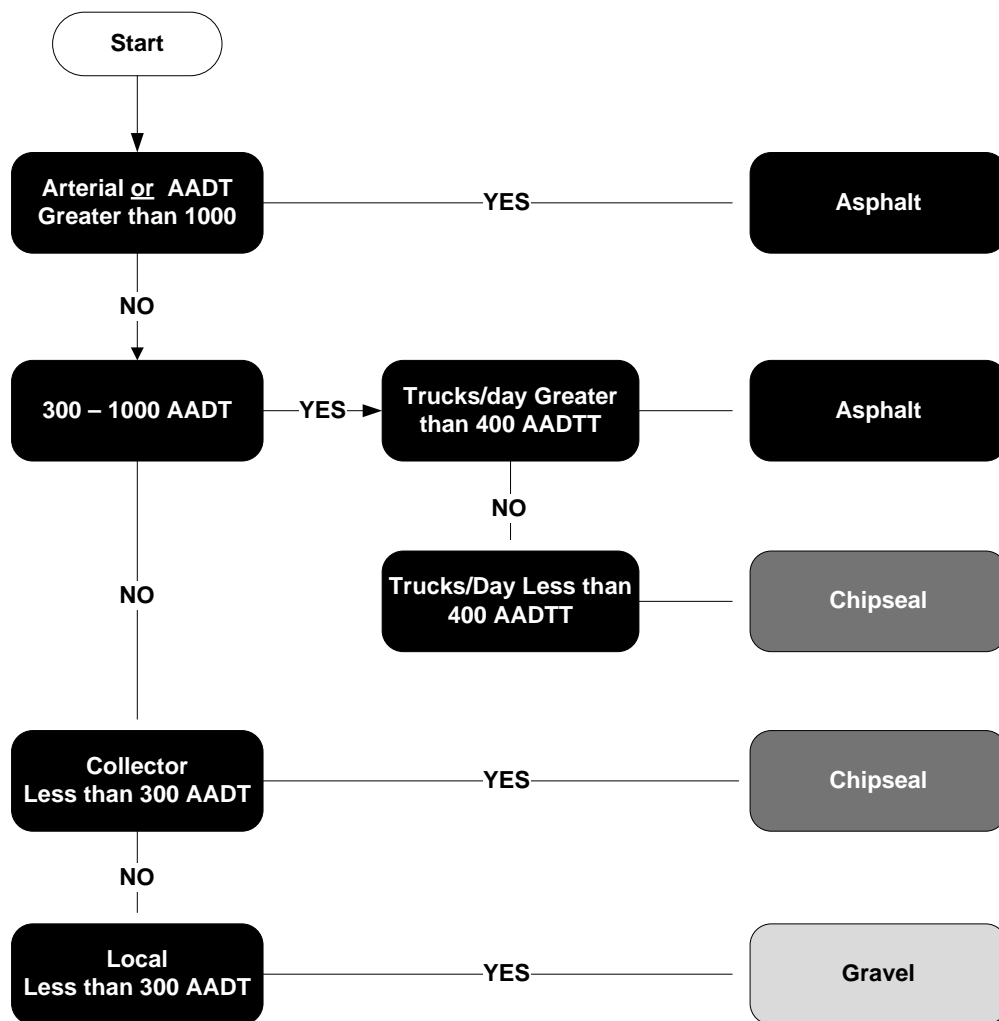 Start
Arterial or AADT
Greater than 1000
YES
Asphalt
NO
300 – 1000 AADT
YES
Trucks/day Greater
than 400 AADTT
Asphalt
NO
Trucks/Day Less than
400 AADTT
Chipseal
NO
Collector
Less than 300 AADT
YES
Chipseal
NO
Local
Less than 300 AADT
YES
Gravel